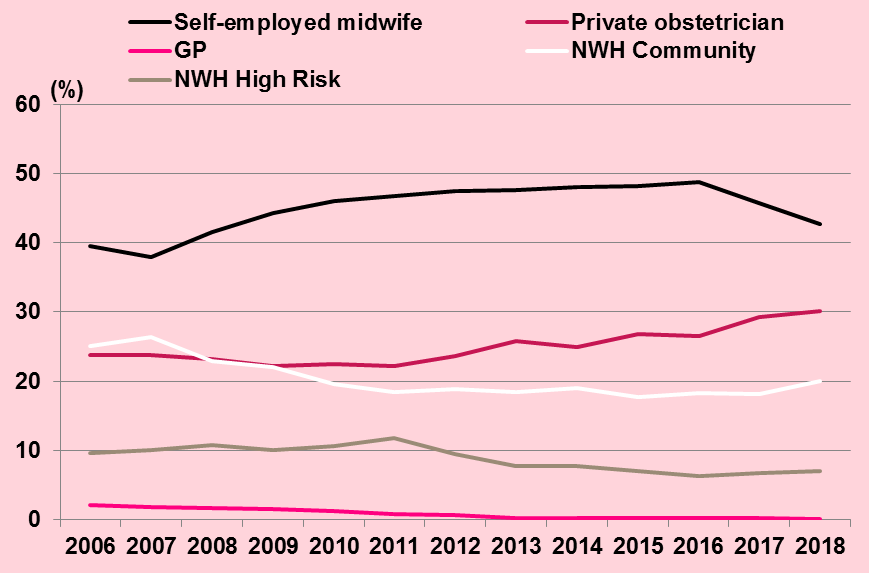 Self-employed midwife Private obstetrician
GP NWH Community
NWH High Risk
(%)
60
50
40
30
20
10
0
2006 2007 2008 2009 2010 2011 2012 2013 2014 2015 2016 2017 2018